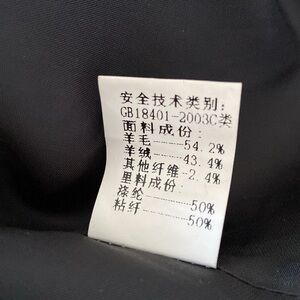 安全技术类别:
GB18401-2003C类
面料成份:
羊毛-----54.2%
羊绒-----43.4%
其他纤维-2.4%
里料成份:
涤纶-----50%
粘纤-----50%